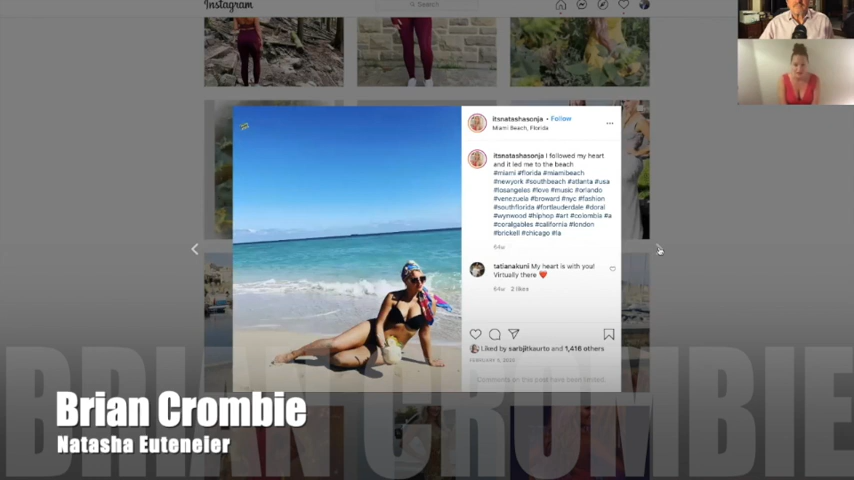 Instagram
Search
itsnatashasonja • Follow
Miami Beach, Florida
itsnatashasonja I followed my heart
and it led me to the beach
#miami #florida #miamibeach
#newyork #southbeach #atlanta #usa
#losangeles #love #music #orlando
#venezuela #broward #nyc #fashion
#southflorida #fortlauderdale #doral
#wynwood #hiphop #art #colombia #a
#coralgables #california #london
#brickell #chicago #la
64w
tatianakuni My heart is with you!
Virtually there ❤️
64w 2 likes
Liked by sarbjitkaurto and 1,416 others
FEBRUARY 4, 2020
Comments on this post have been limited
BRIAN CROMBIE
Brian Crombie
Natasha Euteneier